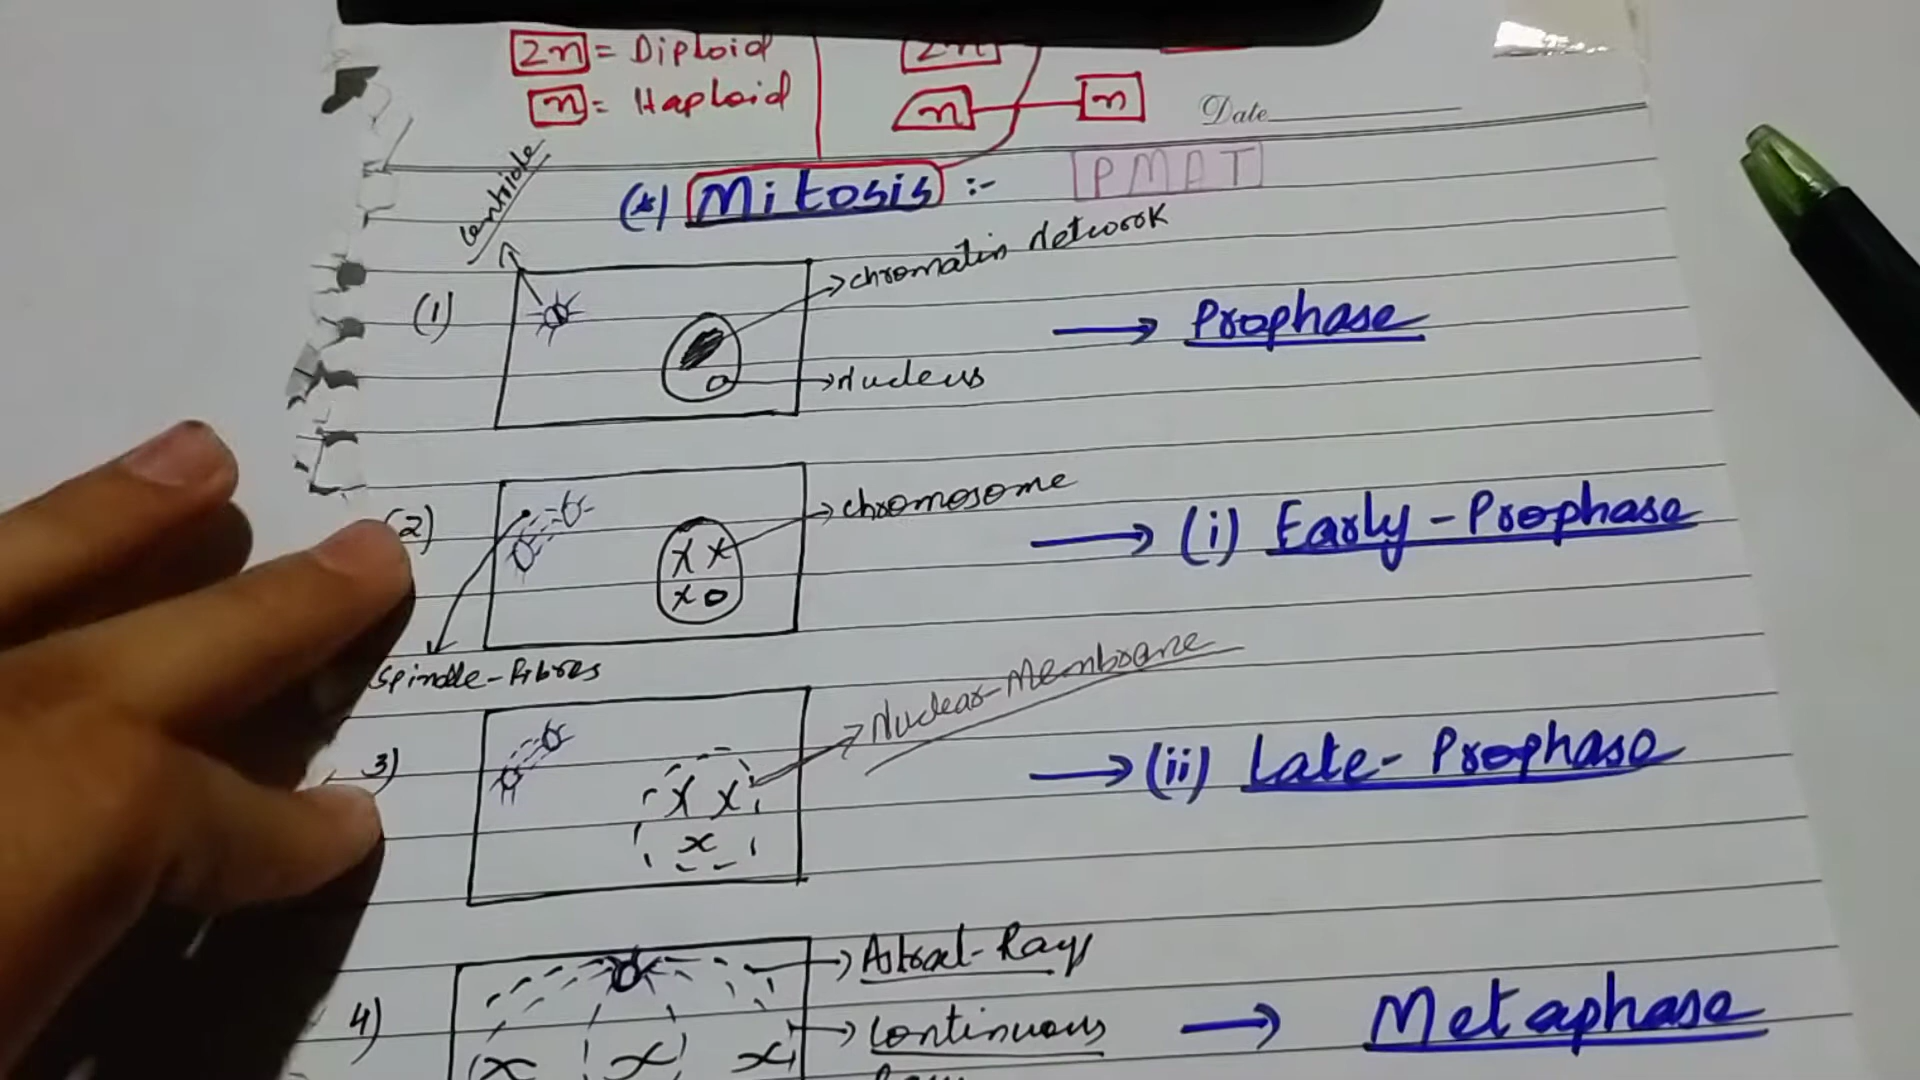 2n = Diploid
n = Haploid
2n
n n
Date
centriole
(*) Mitosis :- PMAT
chromatin network
(1)
Prophase
Nucleus
(2)
chromosome
(i) Early-Prophase
Spindle-Fibres
Nuclear-Membrane
3)
(ii) Late-Prophase
Astral-Rays
4)
Continuous
Metaphase